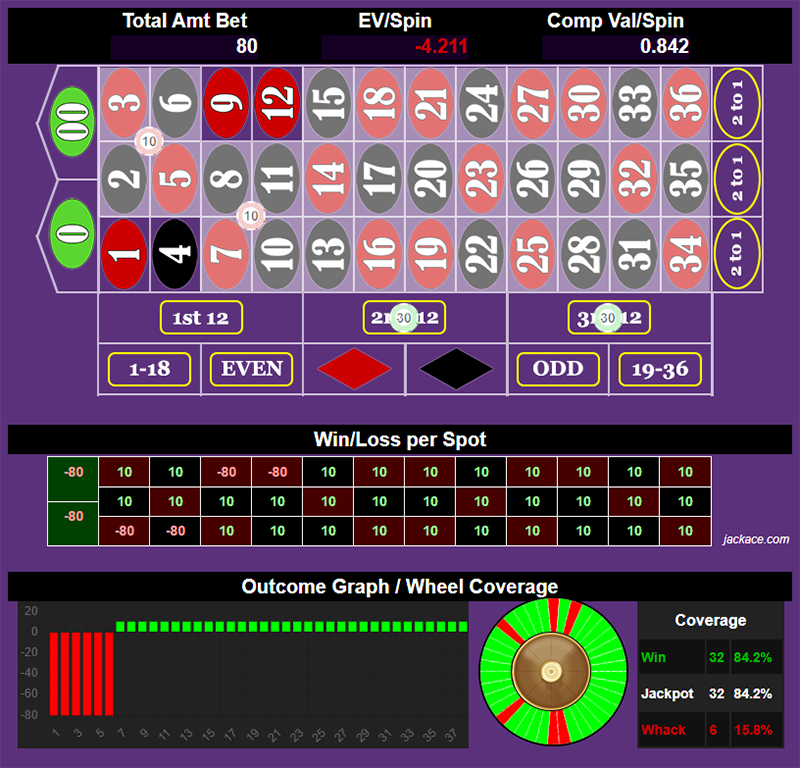 Total Amt Bet EV/Spin Comp Val/Spin
80 -4.211 0.842
00 3 6 9 12 15 18 21 24 27 30 33 36 2 to 1
10
2 5 8 11 14 17 20 23 26 29 32 35 2 to 1
10
0 1 4 7 10 13 16 19 22 25 28 31 34 2 to 1
1st 12 2 30 12 3 30 12
1-18 EVEN ODD 19-36
Win/Loss per Spot
-80 10 10 -80 -80 10 10 10 10 10 10 10 10
-80 10 10 10 10 10 10 10 10 10 10 10 10
-80 -80 10 10 10 10 10 10 10 10 10 10
jackace.com
Outcome Graph / Wheel Coverage
20
0
-20
-40
-60
-80
1 3 5 7 9 11 13 15 17 19 21 23 25 27 29 31 33 35 37
Coverage
Win 32 84.2%
Jackpot 32 84.2%
Whack 6 15.8%